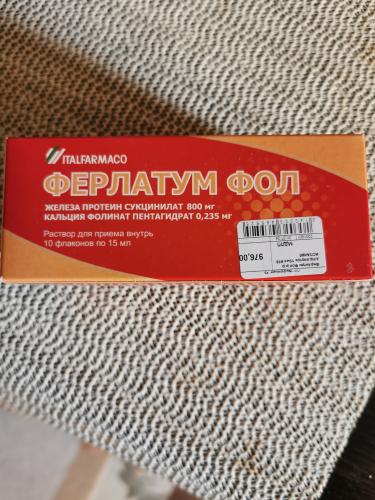 ITALFARMACO
ФЕРЛАТУМ ФОЛ
ЖЕЛЕЗА ПРОТЕИН СУКЦИНИЛАТ 800 мг
КАЛЬЦИЯ ФОЛИНАТ ПЕНТАГИДРАТ 0,235 мг
Раствор для приема внутрь
10 флаконов по 15 мл
976,00